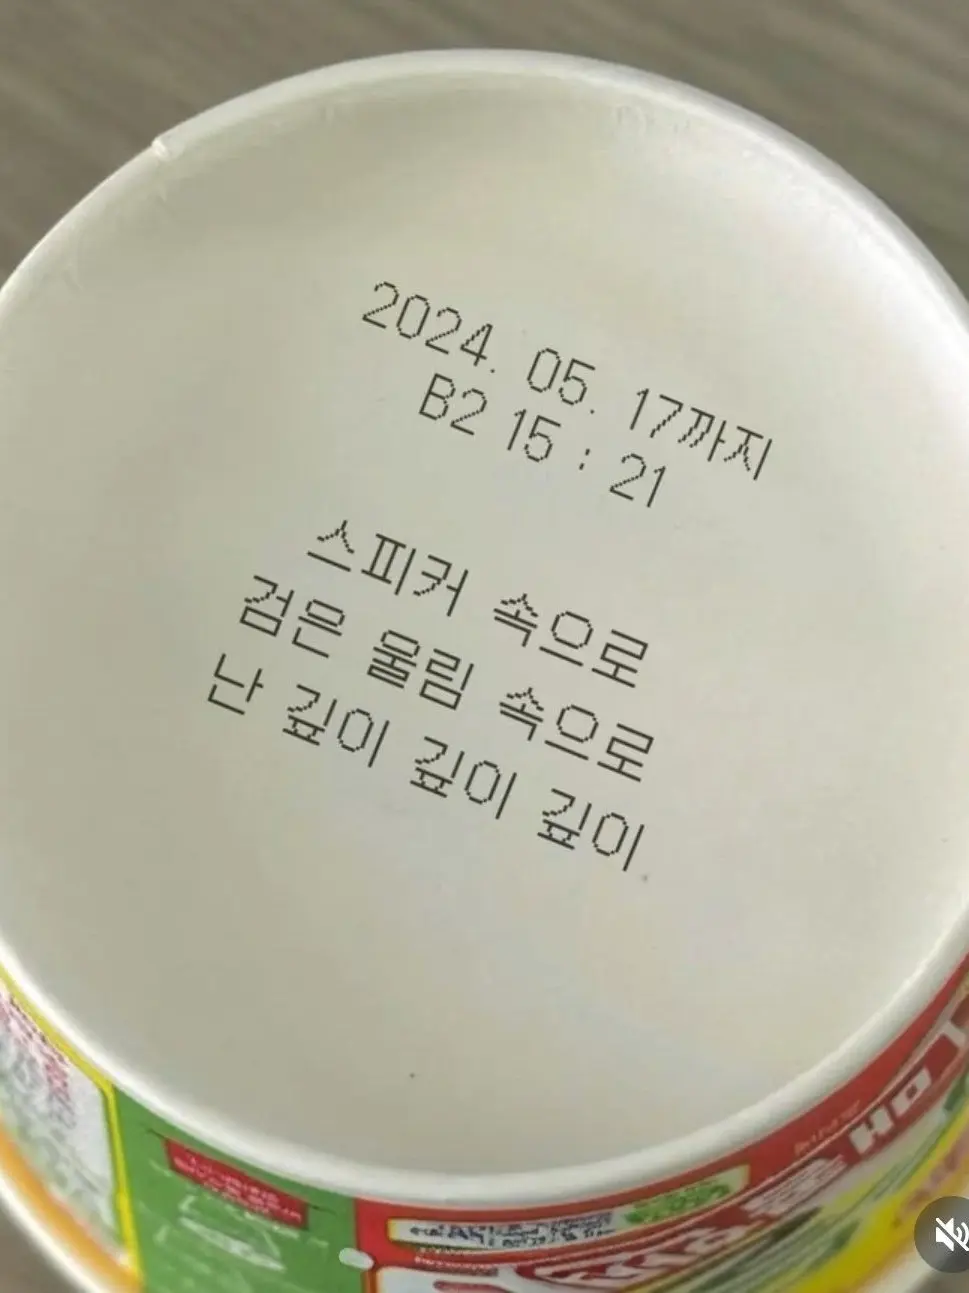 2024. 05. 17까지
B2 15 : 21
스피커 속으로
검은 울림 속으로
난 깊이 깊이 깊이
HO